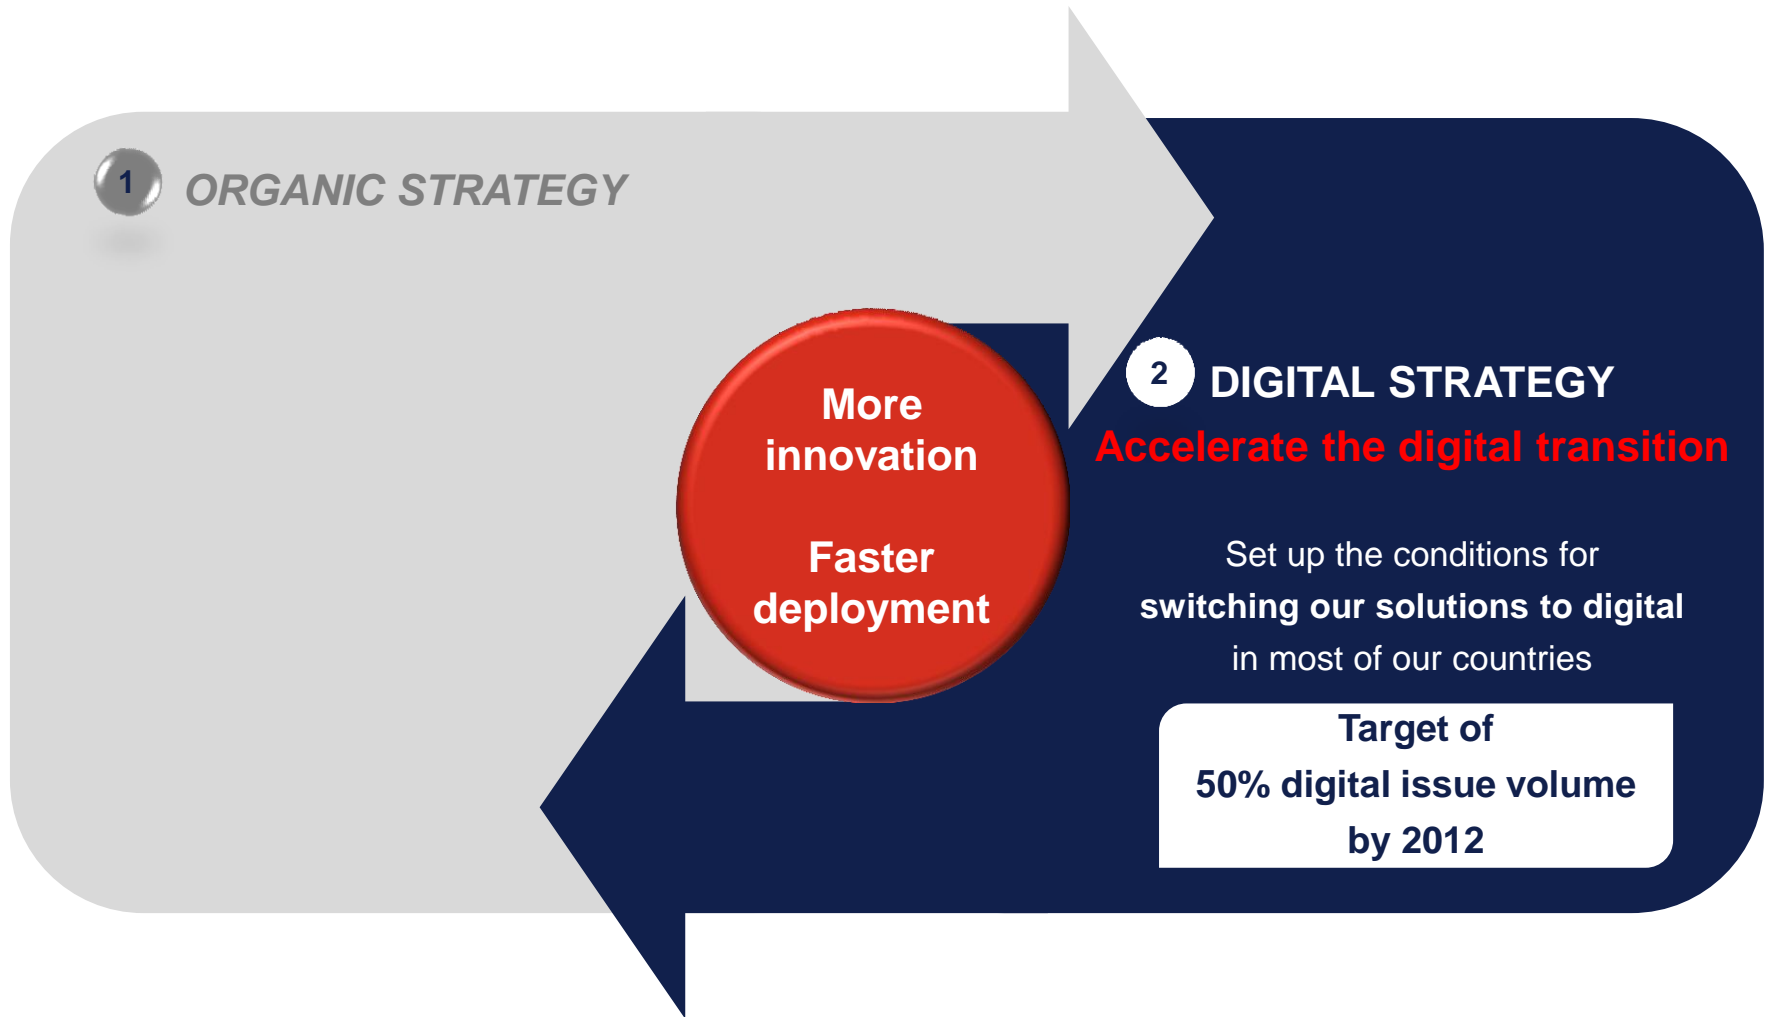 1 ORGANIC STRATEGY
More
innovation
Faster
deployment
2 DIGITAL STRATEGY
Accelerate the digital transition
Set up the conditions for
switching our solutions to digital
in most of our countries
Target of
50% digital issue volume
by 2012